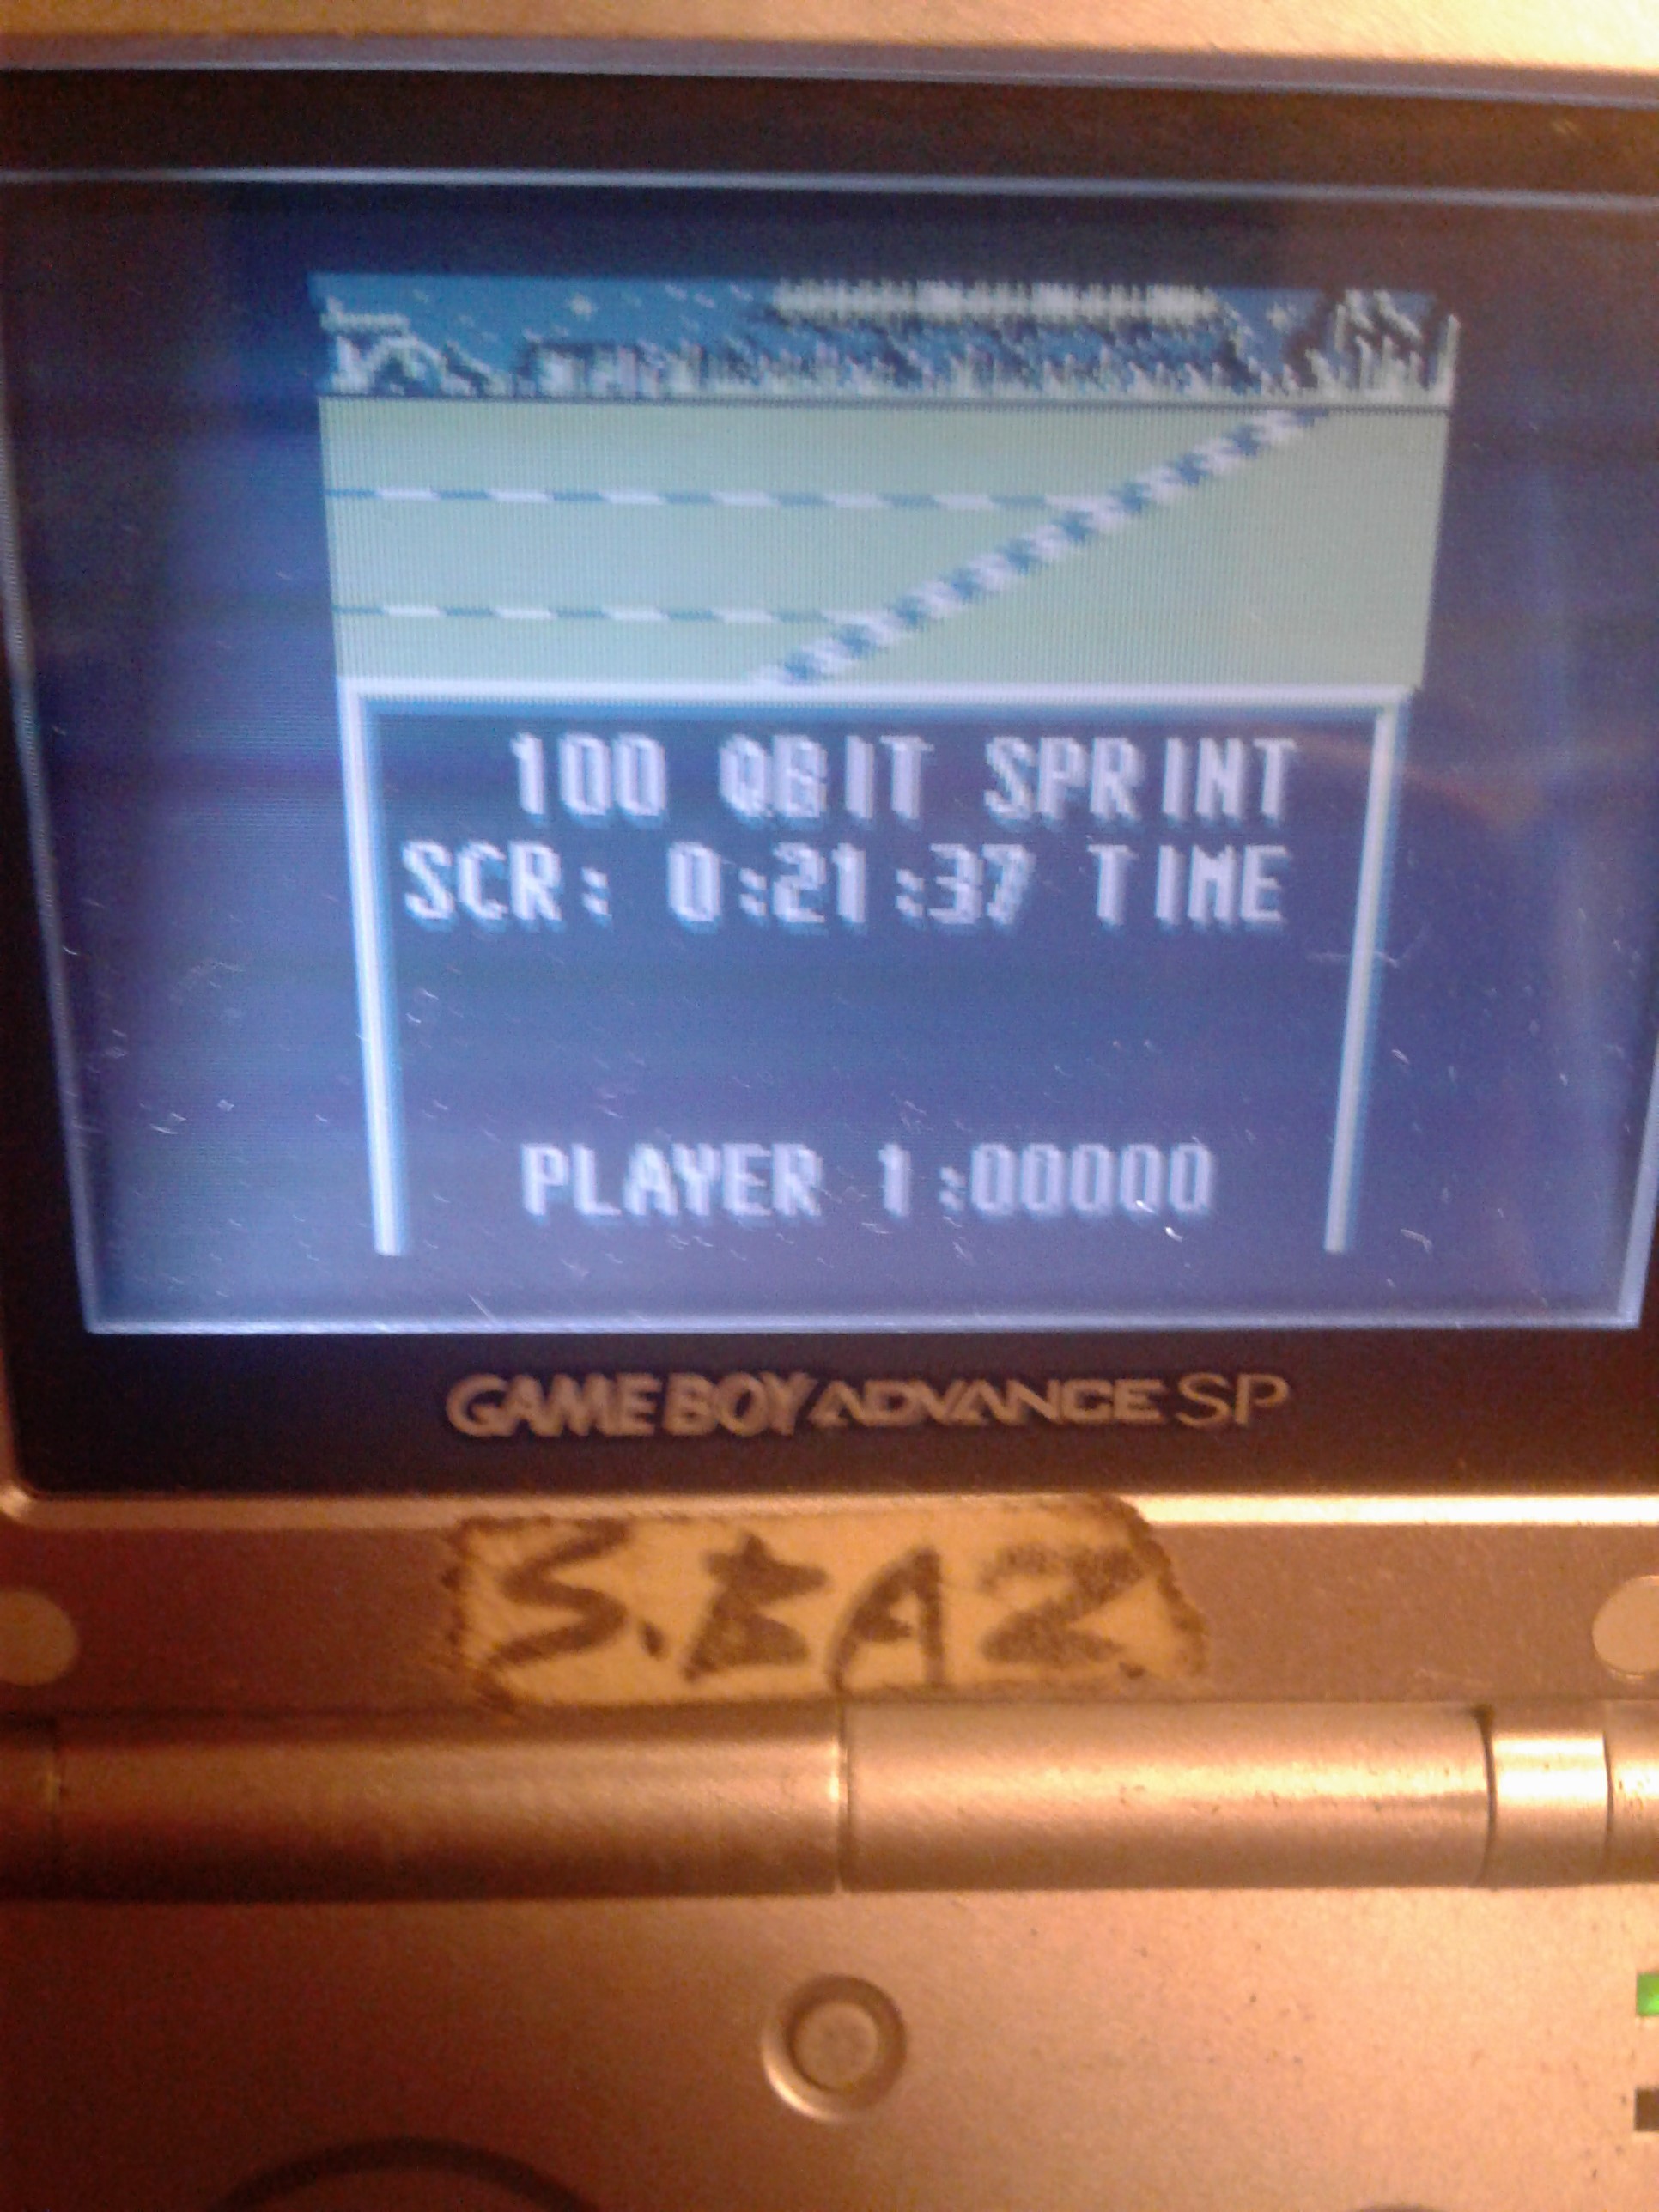 100 QBIT SPRINT
SCR: 0:21:37 TIME
PLAYER 1:00000
GAME BOY ADVANCE SP
S.BAZ